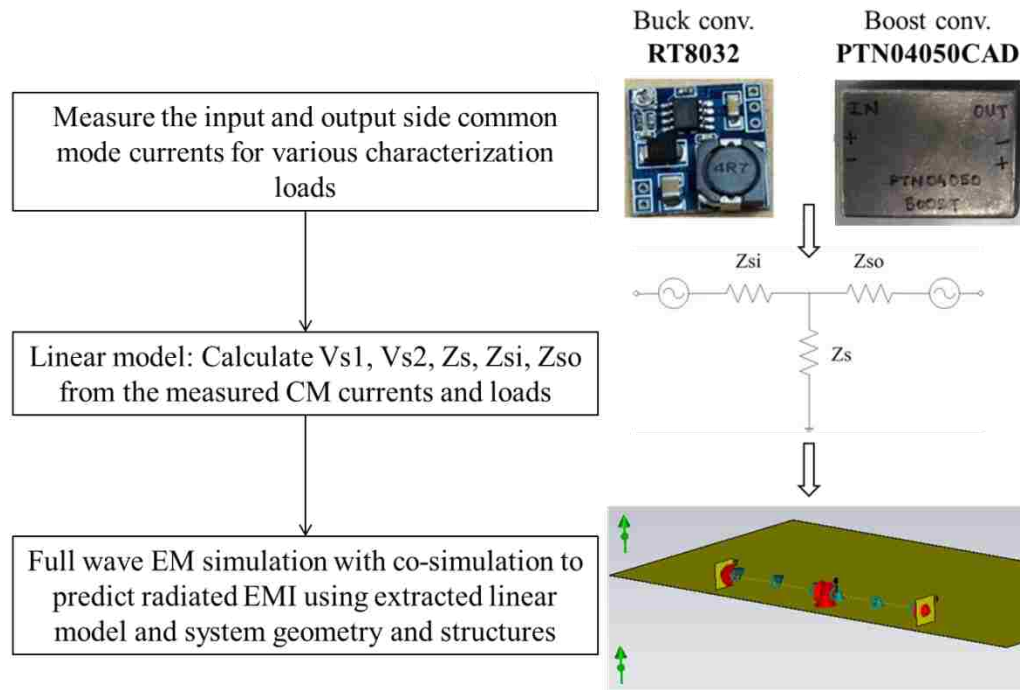 Buck conv.
RT8032
Boost conv.
PTN04050CAD
Measure the input and output side common
mode currents for various characterization
loads
4R7
IN
OUT
+
-
-
+
PTN04050
BOOST
Zsi
Zso
Zs
Linear model: Calculate Vs1, Vs2, Zs, Zsi, Zso
from the measured CM currents and loads
Full wave EM simulation with co-simulation to
predict radiated EMI using extracted linear
model and system geometry and structures